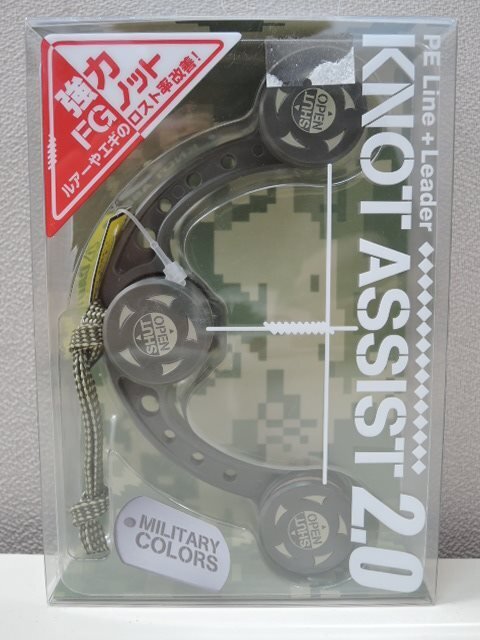 強力
FGノット
ルアーやエギのロスト率改善！
PE Line + Leader
KNOT ASSIST 2.0
OPEN
SHUT
OPEN
SHUT
OPEN
SHUT
MILITARY
COLORS